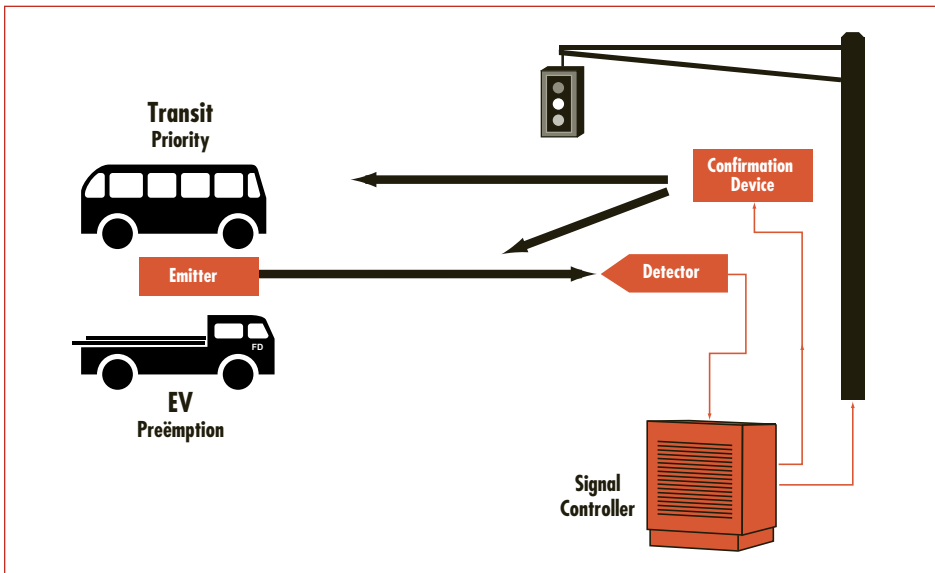 Transit
Priority
Confirmation
Device
Emitter
Detector
FD
EV
Preëmption
Signal
Controller